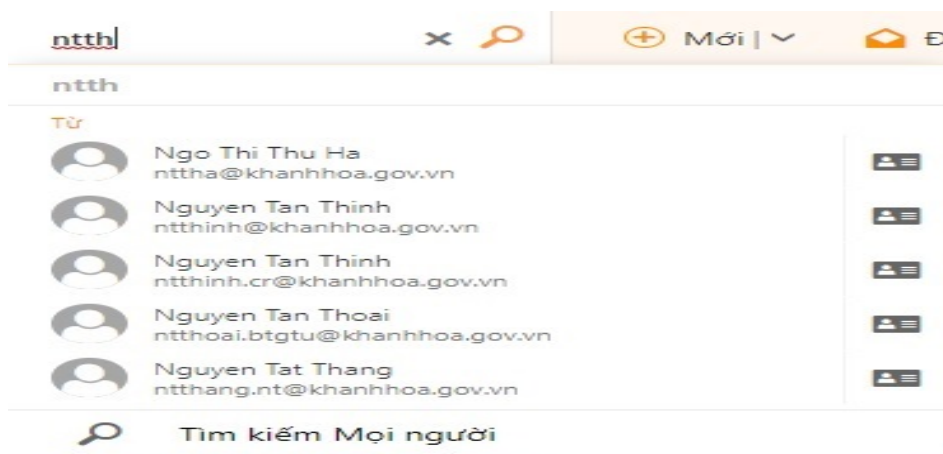 ntth Mới Đ
ntth
Từ
Ngo Thi Thu Ha
nttha@khanhhoa.gov.vn
Nguyen Tan Thinh
ntthinh@khanhhoa.gov.vn
Nguyen Tan Thinh
ntthinh.cr@khanhhoa.gov.vn
Nguyen Tan Thoai
ntthoai.btgtu@khanhhoa.gov.vn
Nguyen Tat Thang
ntthang.nt@khanhhoa.gov.vn
Tìm kiếm Mọi người